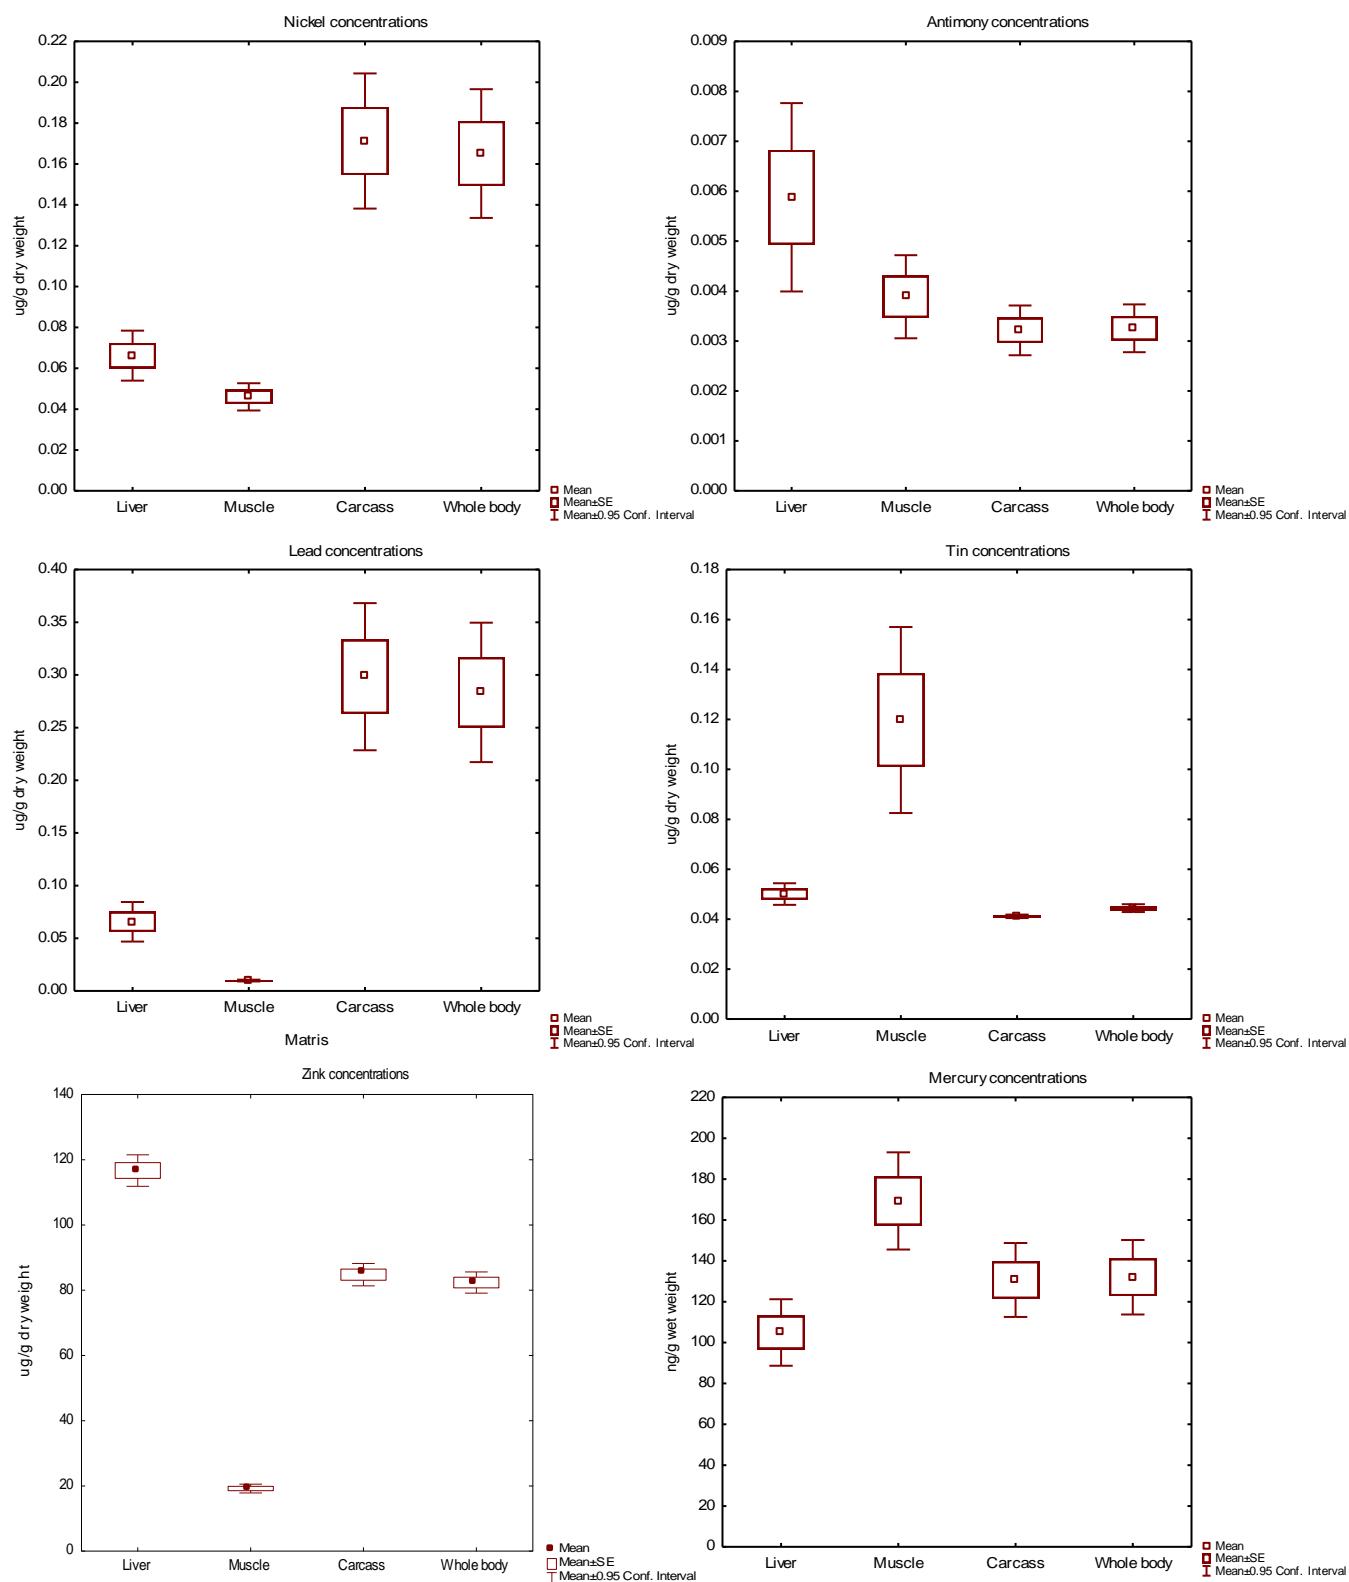 Nickel concentrations
ug/g dry weight
0.22
0.20
0.18
0.16
0.14
0.12
0.10
0.08
0.06
0.04
0.02
0.00
Liver Muscle Carcass Whole body
Mean
Mean±SE
Mean±0.95 Conf. Interval
Antimony concentrations
ug/g dry weight
0.009
0.008
0.007
0.006
0.005
0.004
0.003
0.002
0.001
0.000
Liver Muscle Carcass Whole body
Mean
Mean±SE
Mean±0.95 Conf. Interval
Lead concentrations
ug/g dry weight
0.40
0.35
0.30
0.25
0.20
0.15
0.10
0.05
0.00
Liver Muscle Carcass Whole body
Matris
Mean
Mean±SE
Mean±0.95 Conf. Interval
Tin concentrations
ug/g dry weight
0.18
0.16
0.14
0.12
0.10
0.08
0.06
0.04
0.02
0.00
Liver Muscle Carcass Whole body
Mean
Mean±SE
Mean±0.95 Conf. Interval
Zink concentrations
ug/g dry weight
140
120
100
80
60
40
20
0
Liver Muscle Carcass Whole body
Mean
Mean±SE
Mean±0.95 Conf. Interval
Mercury concentrations
ng/g wet weight
220
200
180
160
140
120
100
80
60
40
20
0
Liver Muscle Carcass Whole body
Mean
Mean±SE
Mean±0.95 Conf. Interval